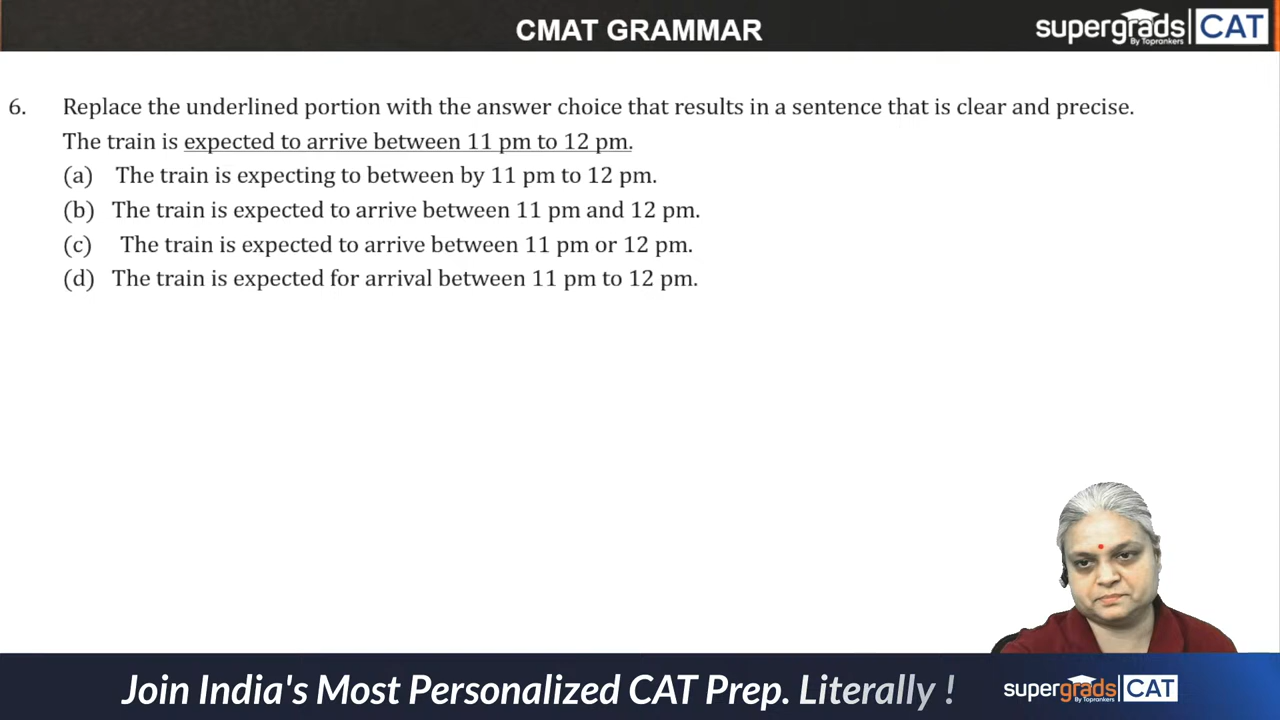 CMAT GRAMMAR
supergrads CAT
By Toprankers
6. Replace the underlined portion with the answer choice that results in a sentence that is clear and precise.
The train is expected to arrive between 11 pm to 12 pm.
(a) The train is expecting to between by 11 pm to 12 pm.
(b) The train is expected to arrive between 11 pm and 12 pm.
(c) The train is expected to arrive between 11 pm or 12 pm.
(d) The train is expected for arrival between 11 pm to 12 pm.
Join India's Most Personalized CAT Prep. Literally !
supergrads CAT
By Toprankers